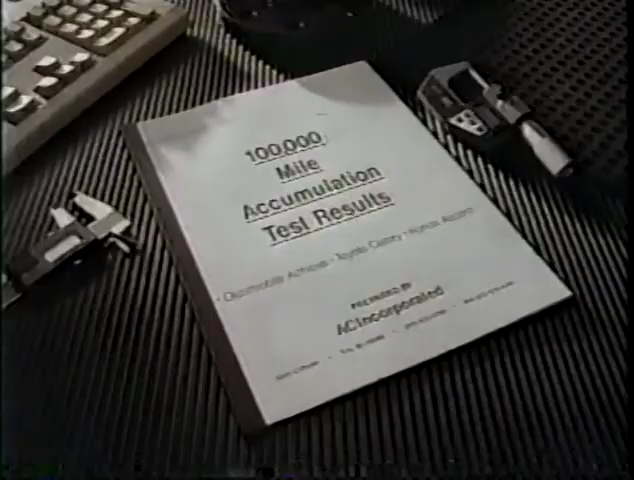 100,000
Mile
Accumulation
Test Results
• Oldsmobile Achieva • Toyota Camry • Honda Accord
PREPARED BY
ACIncorporated